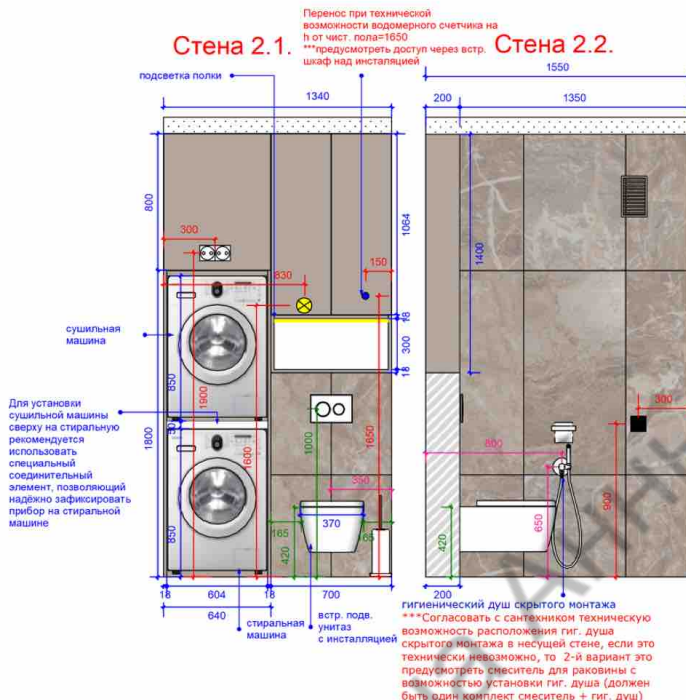 Перенос при технической
возможности водомерного счетчика на
h от чист. пола=1650
***предусмотреть доступ через встр.
шкаф над инсталяцией
Стена 2.1.
Стена 2.2.
подсветка полки
1550
1340
200
1350
800
300
830
150
1064
1400
18
300
18
сушильная
машина
850
1900
50
1800
1600
1000
1650
350
Для установки
сушильной машины
сверху на стиральную
рекомендуется
использовать
специальный
соединительный
элемент, позволяющий
надёжно зафиксировать
прибор на стиральной
машине
850
165
370
165
420
18
604
18
700
640
стиральная
машина
встр. подв.
унитаз
с инсталляцией
800
300
900
650
420
200
гигиенический душ скрытого монтажа
***Согласовать с сантехником техническую
возможность расположения гиг. душа
скрытого монтажа в несущей стене, если это
технически невозможно, то 2-й вариант это
предусмотреть смеситель для раковины с
возможность установки гиг. душа (должен
быть один комплект смеситель + гиг. душ)